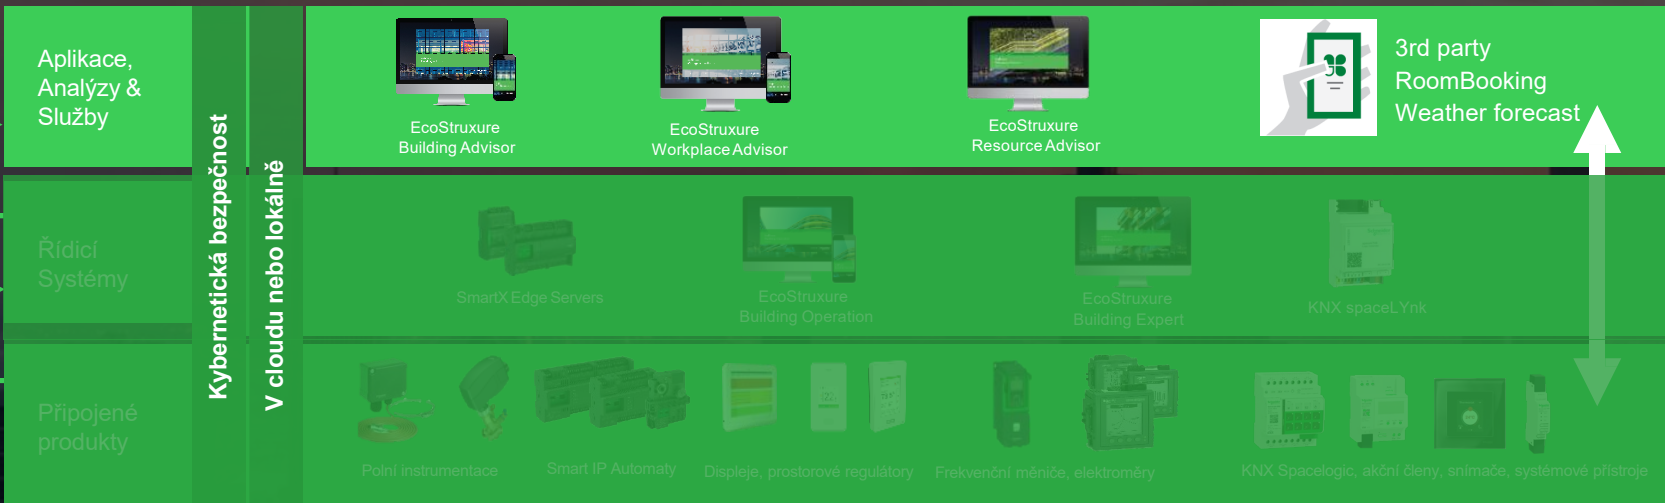 Aplikace,
Analýzy &
Služby
Kybernetická bezpečnost
V cloudu nebo lokálně
EcoStruxure
Building Advisor
EcoStruxure
Workplace Advisor
EcoStruxure
Resource Advisor
3rd party
RoomBooking
Weather forecast
Řídicí
Systémy
SmartX Edge Servers
EcoStruxure
Building Operation
EcoStruxure
Building Expert
KNX spaceLYnk
Připojené
produkty
Polní instrumentace
Smart IP Automaty
Displeje, prostorové regulátory
Frekvenční měniče, elektroměry
KNX Spacelogic, akční členy, snímače, systémové přístroje